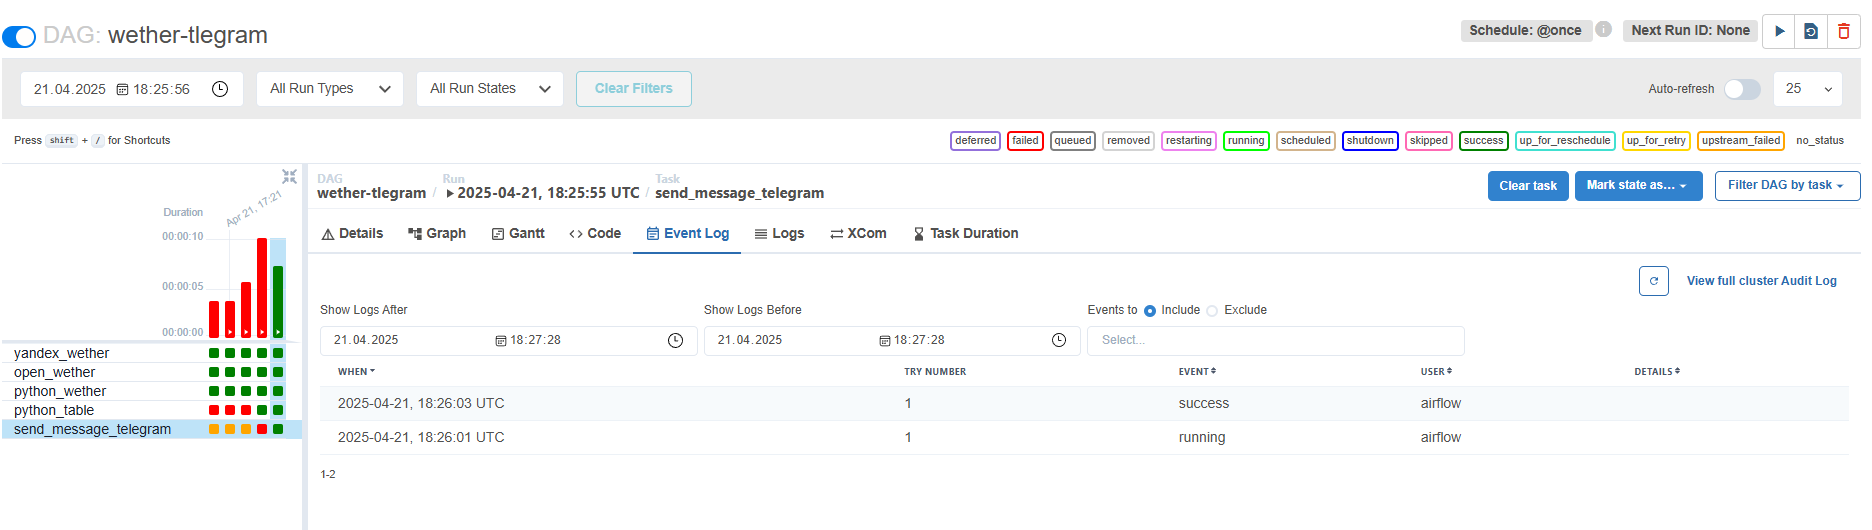 DAG: wether-tlegram
Schedule: @once
Next Run ID: None
21.04.2025 18:25:56
All Run Types
All Run States
Clear Filters
Auto-refresh
25
Press shift + / for Shortcuts
deferred failed queued removed restarting running scheduled shutdown skipped success up_for_reschedule up_for_retry upstream_failed no_status
Duration
Apr 21, 17:21
00:00:10
00:00:05
00:00:00
yandex_wether
open_wether
python_wether
python_table
send_message_telegram
DAG Run Task
wether-tlegram / 2025-04-21, 18:25:55 UTC / send_message_telegram
Clear task
Mark state as...
Filter DAG by task
Details Graph Gantt Code Event Log Logs XCom Task Duration
View full cluster Audit Log
Show Logs After
21.04.2025 18:27:28
Show Logs Before
21.04.2025 18:27:28
Events to Include Exclude
Select...
WHEN TRY NUMBER EVENT USER DETAILS
2025-04-21, 18:26:03 UTC 1 success airflow
2025-04-21, 18:26:01 UTC 1 running airflow
1-2